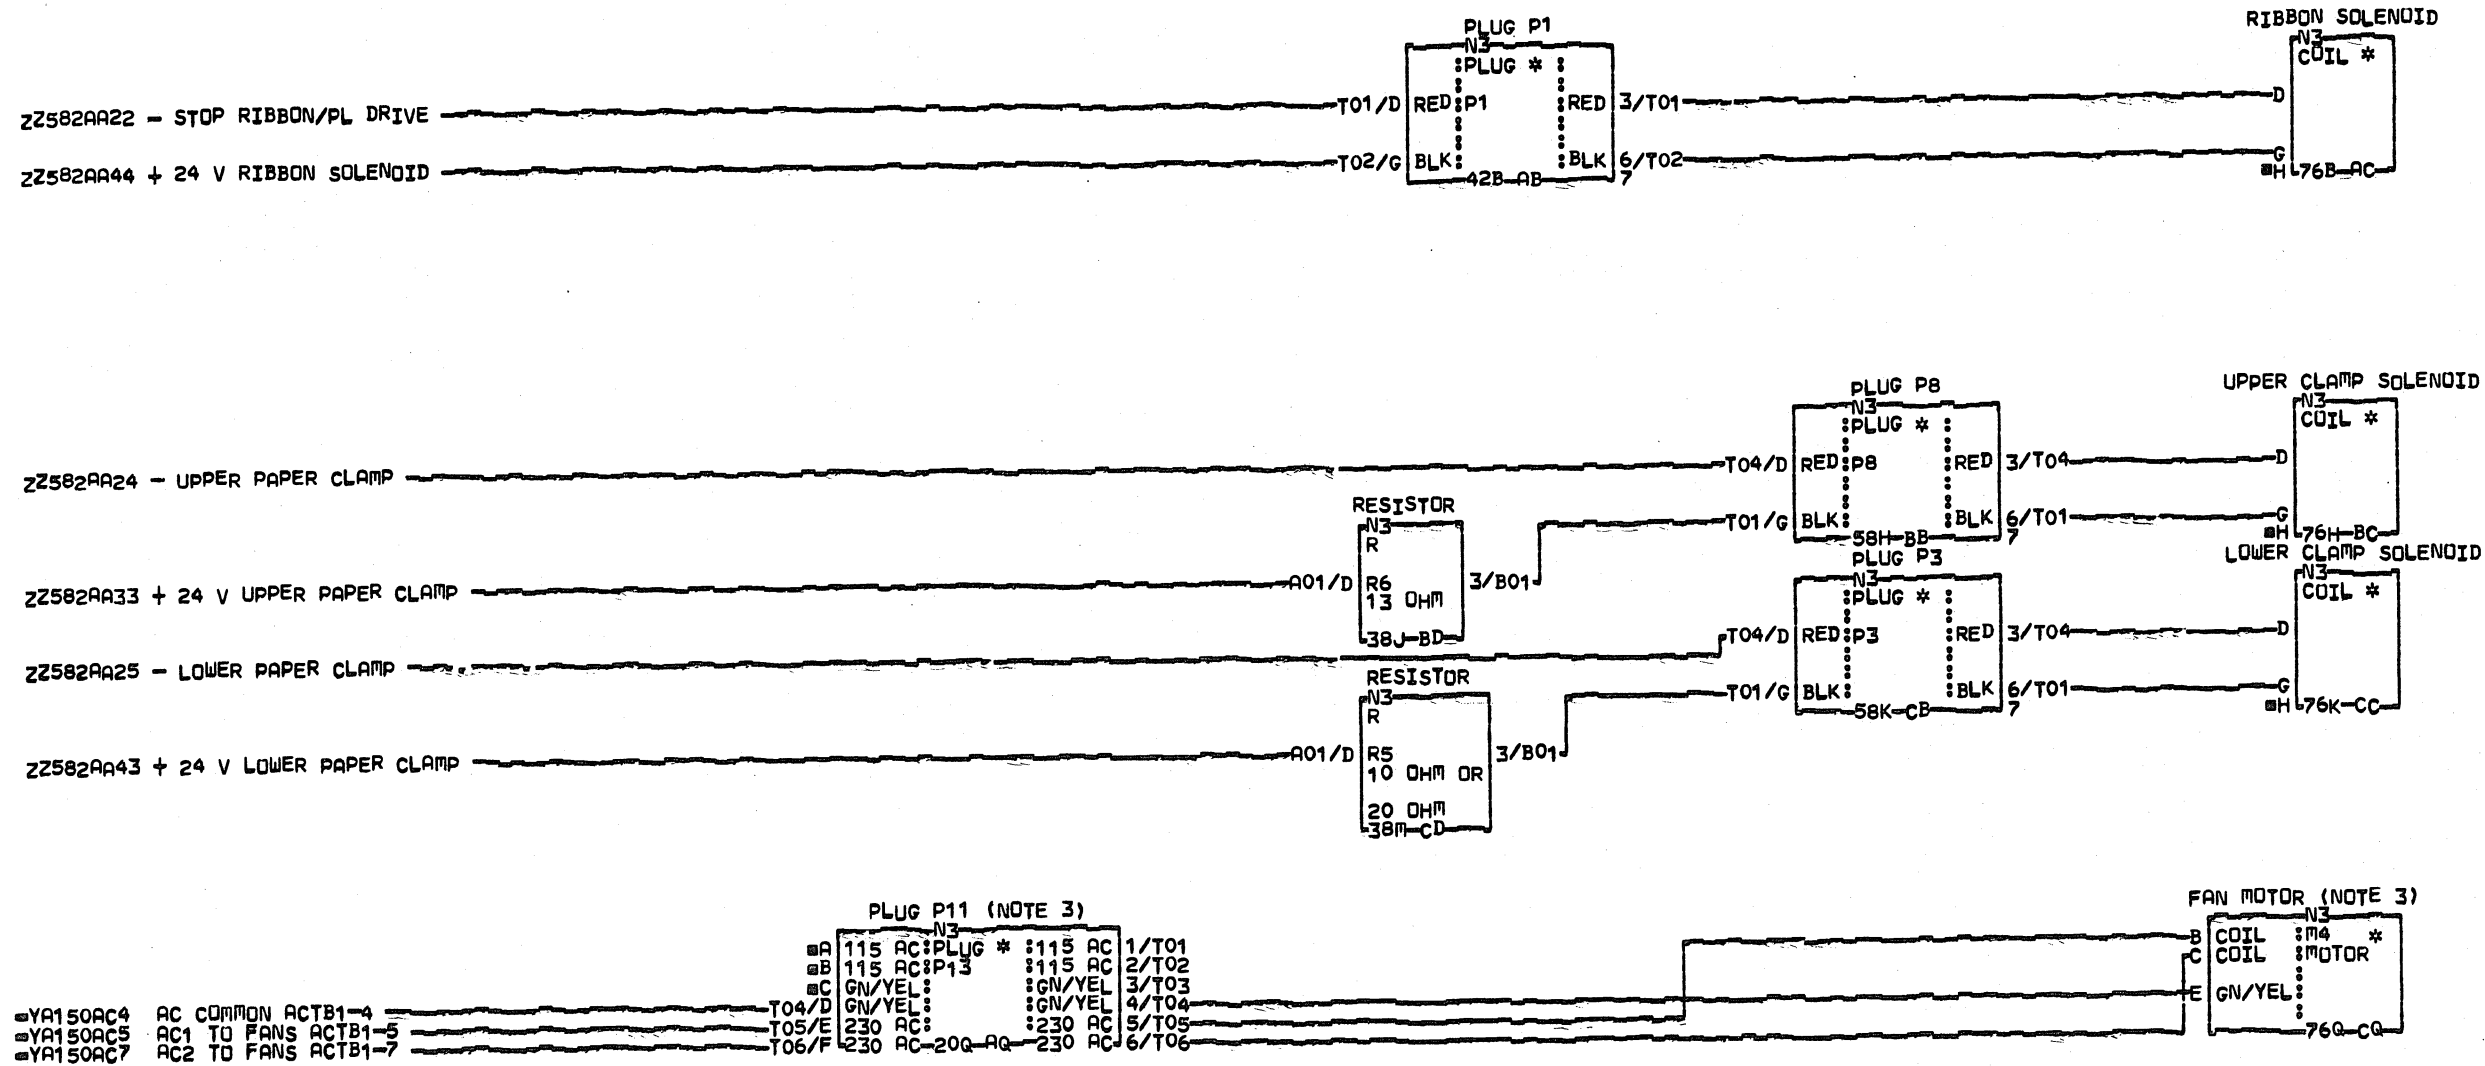 PLUG P1
N3
PLUG *
RIBBON SOLENOID
N3
COIL *
ZZ582AA22 - STOP RIBBON/PL DRIVE
T01/D RED P1 RED 3/T01
D
ZZ582AA44 + 24 V RIBBON SOLENOID
T02/G BLK BLK 6/T02
G
42B-AB 7
H 76B-AC
PLUG P8
N3
PLUG *
UPPER CLAMP SOLENOID
N3
COIL *
ZZ582AA24 - UPPER PAPER CLAMP
T04/D RED P8 RED 3/T04
D
RESISTOR
N3
R
T01/G BLK BLK 6/T01
G
58H-BB 7
H 76H-BC
ZZ582AA33 + 24 V UPPER PAPER CLAMP
A01/D R6 3/B01
13 OHM
38J-BD
PLUG P3
N3
PLUG *
LOWER CLAMP SOLENOID
N3
COIL *
T04/D RED P3 RED 3/T04
D
ZZ582AA25 - LOWER PAPER CLAMP
RESISTOR
N3
R
T01/G BLK BLK 6/T01
G
58K-CB 7
H 76K-CC
ZZ582AA43 + 24 V LOWER PAPER CLAMP
A01/D R5 3/B01
10 OHM OR
20 OHM
38M-CD
PLUG P11 (NOTE 3)
N3
FAN MOTOR (NOTE 3)
N3
A 115 AC PLUG * 115 AC 1/T01
B COIL M4 *
B 115 AC P13 115 AC 2/T02
C COIL MOTOR
C GN/YEL GN/YEL 3/T03
YA150AC4 AC COMMON ACTB1-4
T04/D GN/YEL GN/YEL 4/T04
E GN/YEL
YA150AC5 AC1 TO FANS ACTB1-5
T05/E 230 AC 230 AC 5/T05
YA150AC7 AC2 TO FANS ACTB1-7
T06/F 230 AC-20Q-AQ-230 AC 6/T06
76Q-CQ